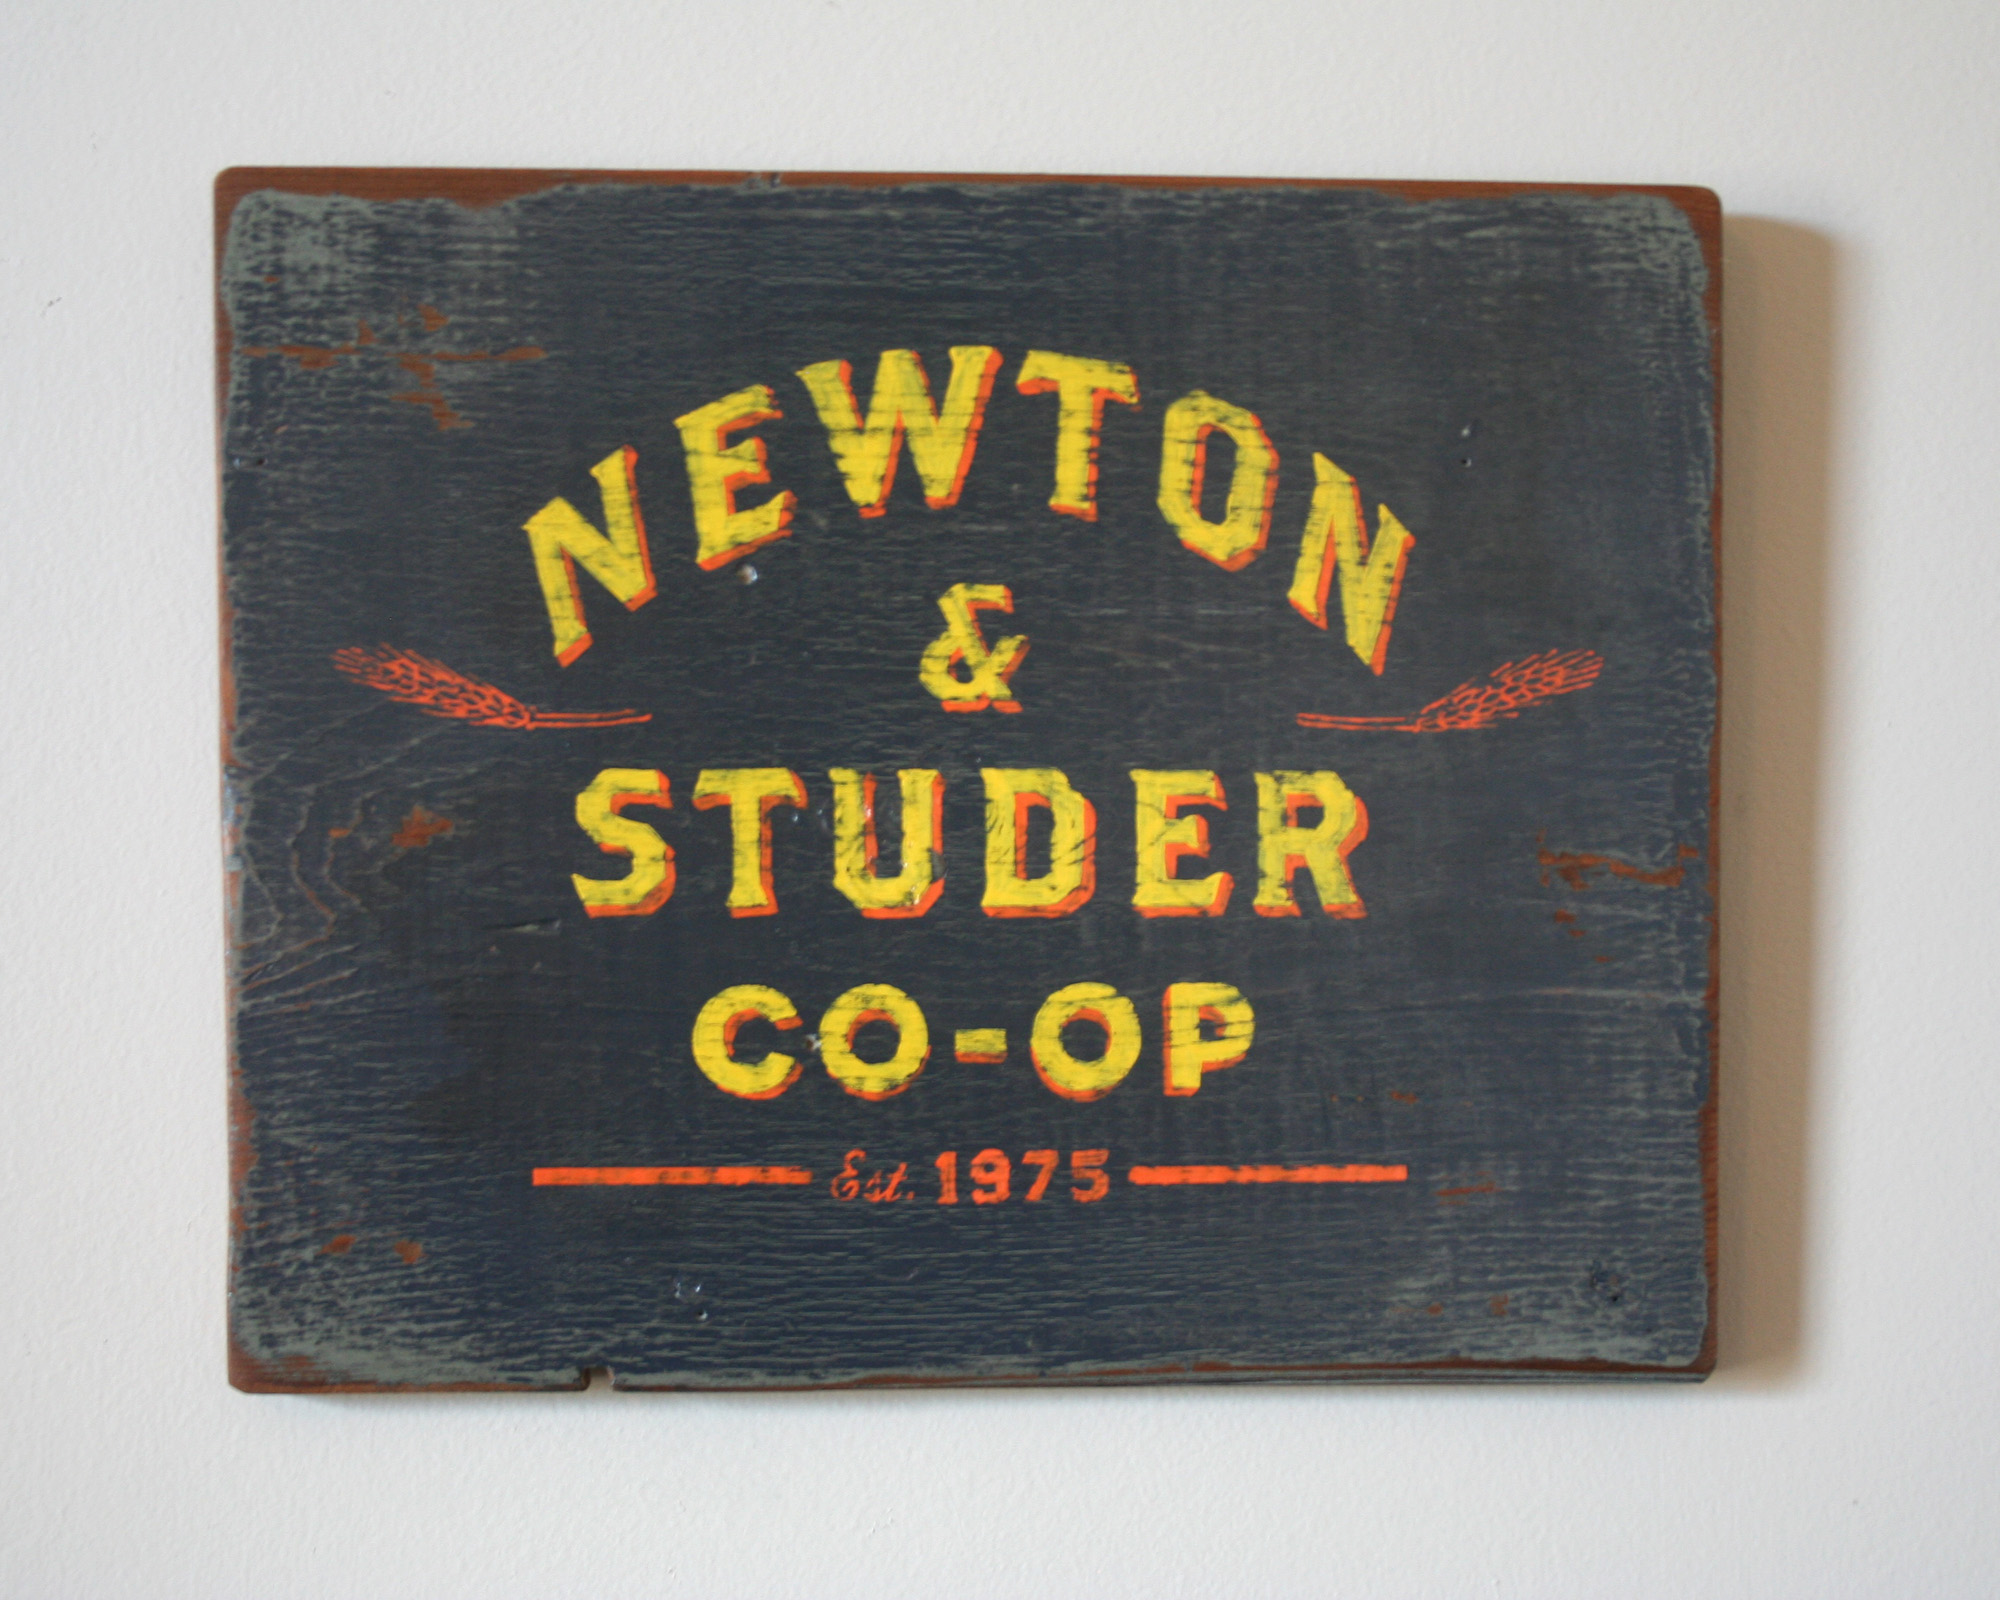 NEWTON
&
STUDER
CO-OP
Est. 1975